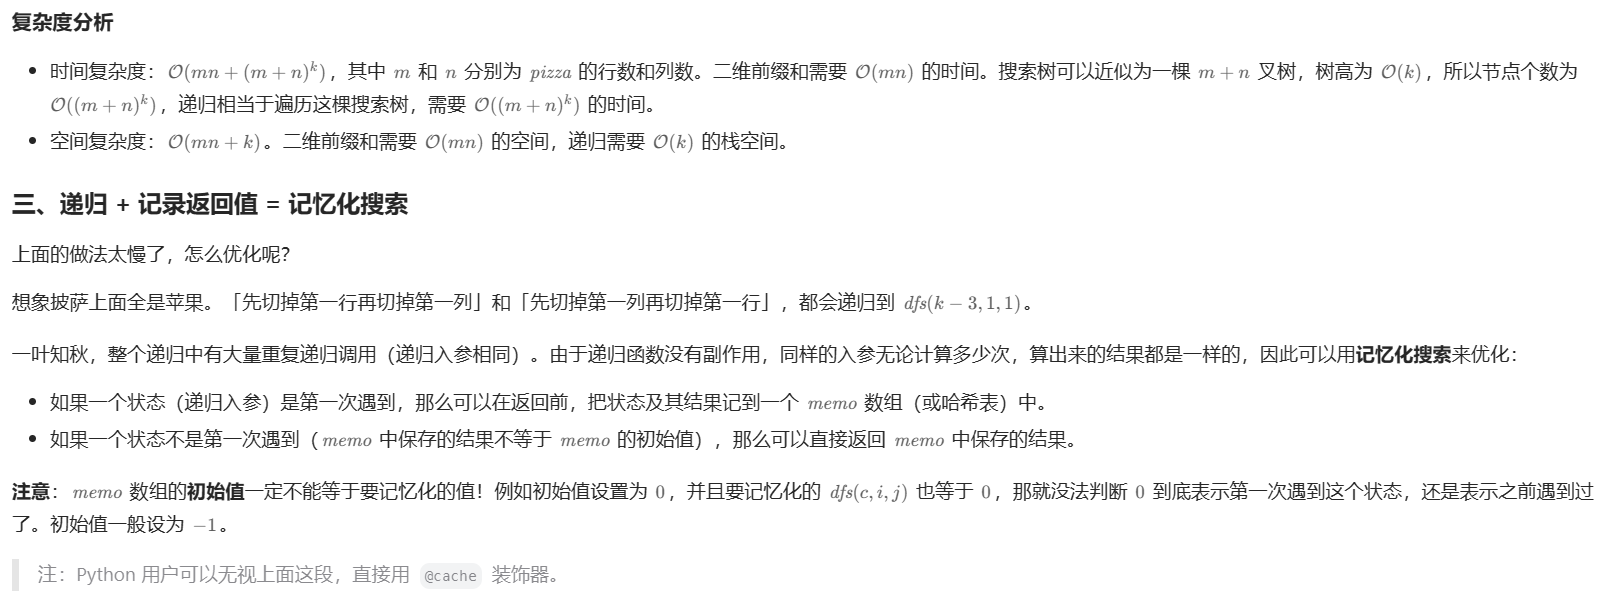 复杂度分析
• 时间复杂度：O(mn + (m + n)^k)，其中 m 和 n 分别为 pizza 的行数和列数。二维前缀和需要 O(mn) 的时间。搜索树可以近似为一棵 m + n 叉树，树高为 O(k)，所以节点个数为
O((m + n)^k)，递归相当于遍历这棵搜索树，需要 O((m + n)^k) 的时间。
• 空间复杂度：O(mn + k)。二维前缀和需要 O(mn) 的空间，递归需要 O(k) 的栈空间。
三、递归 + 记录返回值 = 记忆化搜索
上面的做法太慢了，怎么优化呢？
想象披萨上面全是苹果。「先切掉第一行再切掉第一列」和「先切掉第一列再切掉第一行」，都会递归到 dfs(k − 3, 1, 1)。
一叶知秋，整个递归中有大量重复递归调用（递归入参相同）。由于递归函数没有副作用，同样的入参无论计算多少次，算出来的结果都是一样的，因此可以用记忆化搜索来优化：
• 如果一个状态（递归入参）是第一次遇到，那么可以在返回前，把状态及其结果记到一个 memo 数组（或哈希表）中。
• 如果一个状态不是第一次遇到（memo 中保存的结果不等于 memo 的初始值），那么可以直接返回 memo 中保存的结果。
注意：memo 数组的初始值一定不能等于要记忆化的值！例如初始值设置为 0，并且要记忆化的 dfs(c, i, j) 也等于 0，那就没法判断 0 到底表示第一次遇到这个状态，还是表示之前遇到过
了。初始值一般设为 −1。
注：Python 用户可以无视上面这段，直接用 @cache 装饰器。